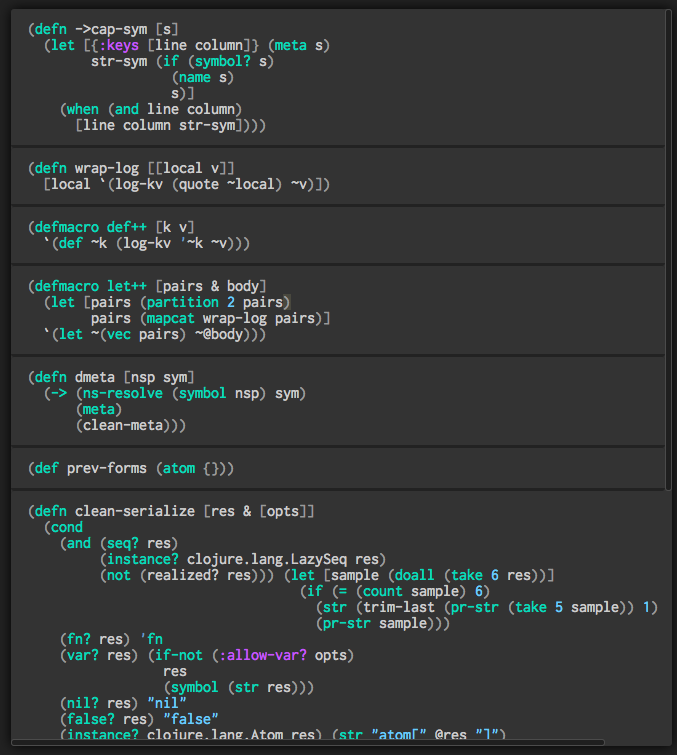 (defn ->cap-sym [s]
  (let [{:keys [line column]} (meta s)
        str-sym (if (symbol? s)
                  (name s)
                  s)]
    (when (and line column)
      [line column str-sym])))
(defn wrap-log [[local v]]
  [local `(log-kv (quote ~local) ~v)])
(defmacro def++ [k v]
  `(def ~k (log-kv '~k ~v)))
(defmacro let++ [pairs & body]
  (let [pairs (partition 2 pairs)
        pairs (mapcat wrap-log pairs)]
  `(let ~(vec pairs) ~@body)))
(defn dmeta [nsp sym]
  (-> (ns-resolve (symbol nsp) sym)
      (meta)
      (clean-meta)))
(def prev-forms (atom {}))
(defn clean-serialize [res & [opts]]
  (cond
    (and (seq? res)
         (instance? clojure.lang.LazySeq res)
         (not (realized? res))) (let [sample (doall (take 6 res))]
                                  (if (= (count sample) 6)
                                    (str (trim-last (pr-str (take 5 sample)) 1)
                                    (pr-str sample)))
    (fn? res) 'fn
    (var? res) (if-not (:allow-var? opts)
                 res
                 (symbol (str res)))
    (nil? res) "nil"
    (false? res) "false"
    (instance? clojure.lang.Atom res) (str "atom[" @res "]")